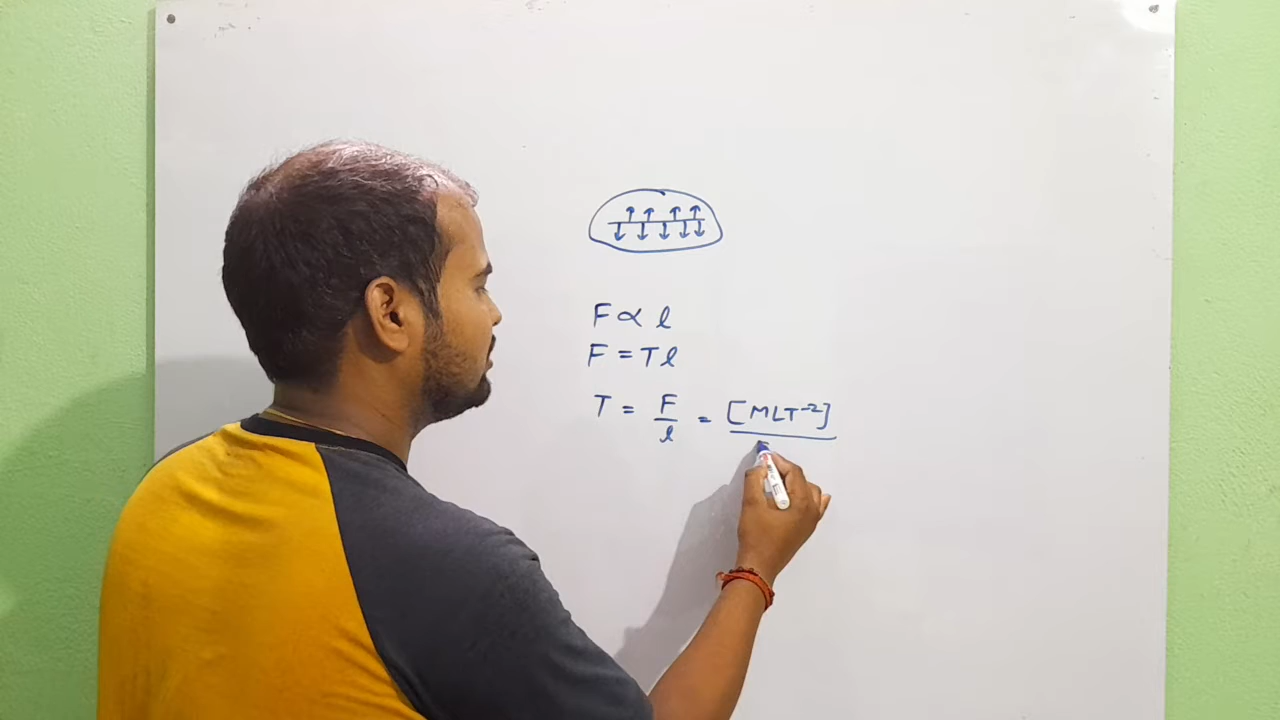 F ∝ l
F = Tl
T = F/l = [MLT⁻²]